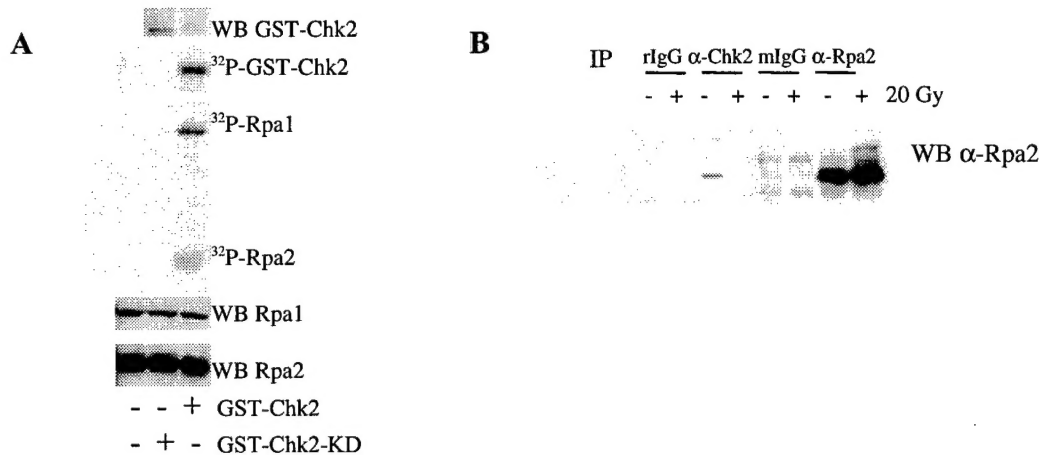 A
WB GST-Chk2
³²P-GST-Chk2
³²P-Rpa1
³²P-Rpa2
WB Rpa1
WB Rpa2
- - + GST-Chk2
- + - GST-Chk2-KD
B
IP rIgG α-Chk2 mIgG α-Rpa2
- + - + - + - + 20 Gy
WB α-Rpa2